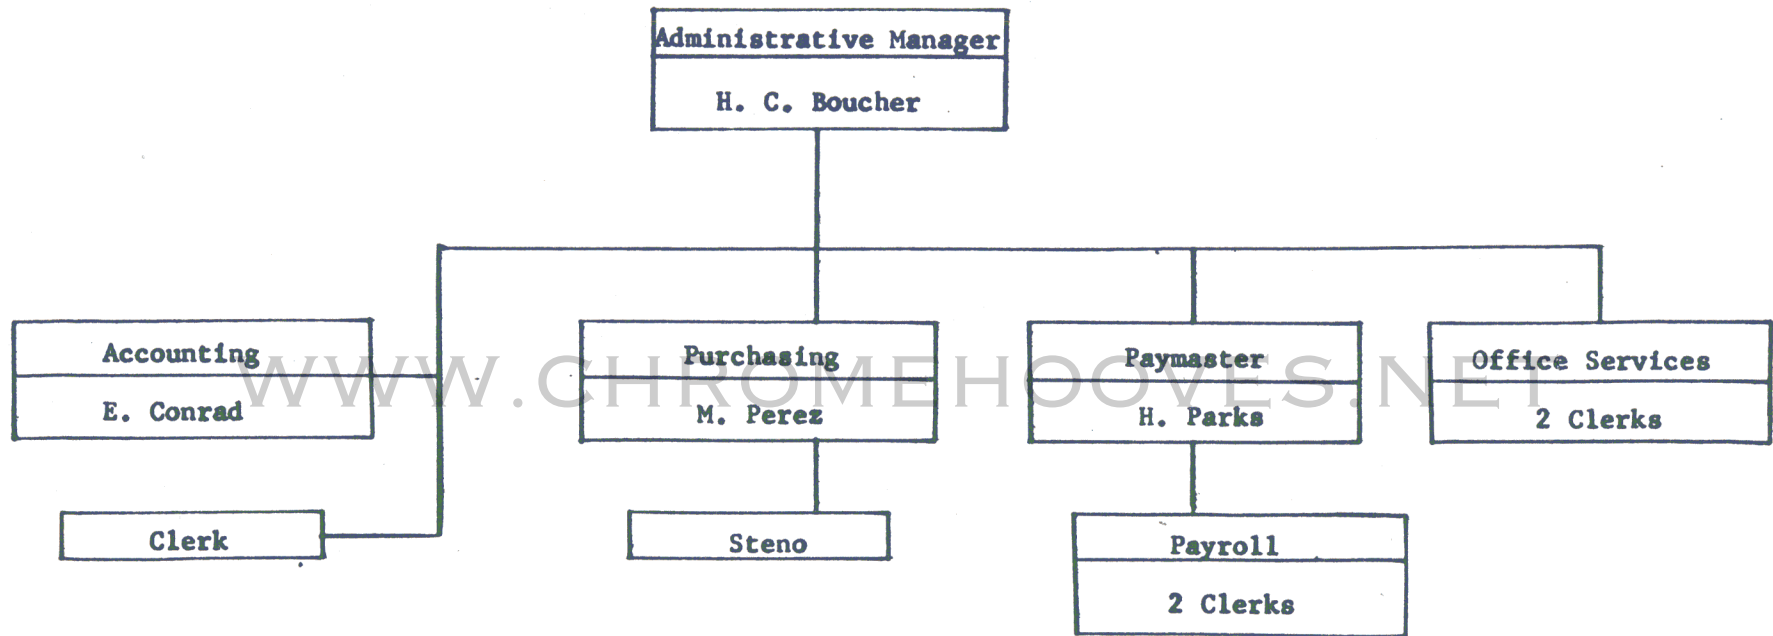 Administrative Manager
H. C. Boucher
Accounting
E. Conrad
Purchasing
M. Perez
Paymaster
H. Parks
Office Services
2 Clerks
WWW.CHROMEHOOVES.NET
Clerk
Steno
Payroll
2 Clerks